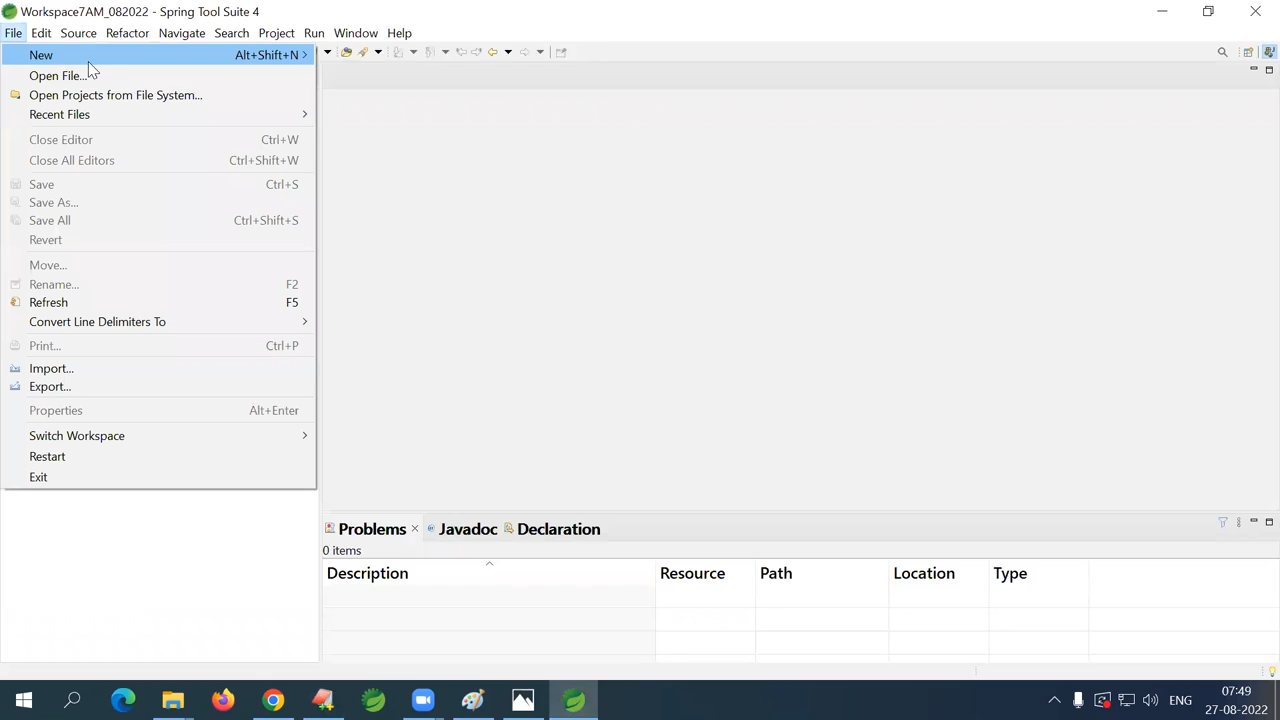 Workspace7AM_082022 - Spring Tool Suite 4
File Edit Source Refactor Navigate Search Project Run Window Help
New Alt+Shift+N
Open File...
Open Projects from File System...
Recent Files
Close Editor Ctrl+W
Close All Editors Ctrl+Shift+W
Save Ctrl+S
Save As...
Save All Ctrl+Shift+S
Revert
Move...
Rename... F2
Refresh F5
Convert Line Delimiters To
Print... Ctrl+P
Import...
Export...
Properties Alt+Enter
Switch Workspace
Restart
Exit
Problems Javadoc Declaration
0 items
Description Resource Path Location Type
ENG
07:49
27-08-2022